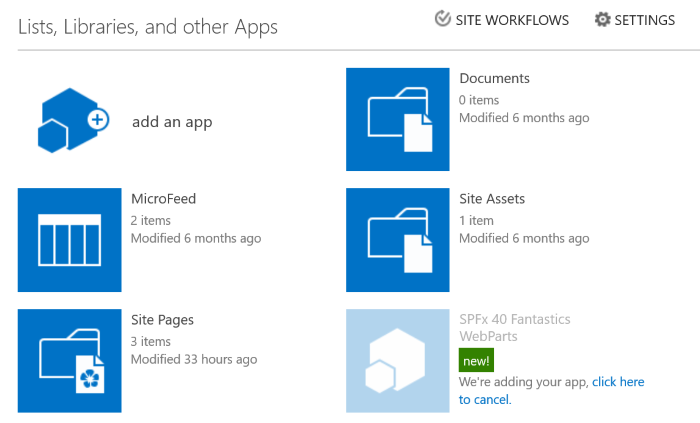 Lists, Libraries, and other Apps
SITE WORKFLOWS
SETTINGS
add an app
Documents
0 items
Modified 6 months ago
MicroFeed
2 items
Modified 6 months ago
Site Assets
1 item
Modified 6 months ago
Site Pages
3 items
Modified 33 hours ago
SPFx 40 Fantastics
WebParts
new!
We're adding your app, click here
to cancel.